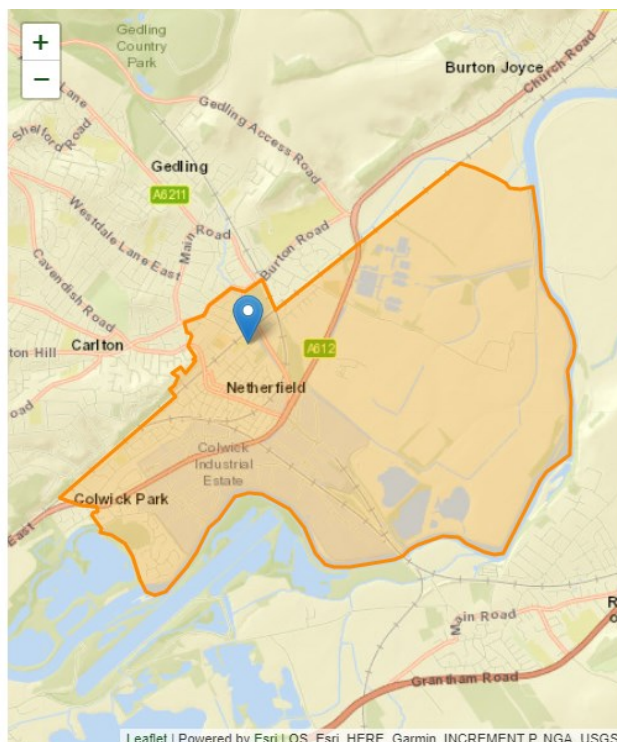 +
−
Gedling
Country
Park
Burton Joyce
Church Road
Lane
Shelford
Road
Gedling Access Road
Gedling
A6211
Westdale Lane East
Main Road
Burton Road
Cavendish Road
Carlton
ton Hill
A612
Netherfield
oad
Colwick
Industrial
Estate
Colwick Park
East
Main Road
R
o
Grantham Road
Leaflet | Powered by Esri | OS, Esri, HERE, Garmin, INCREMENT P, NGA, USGS